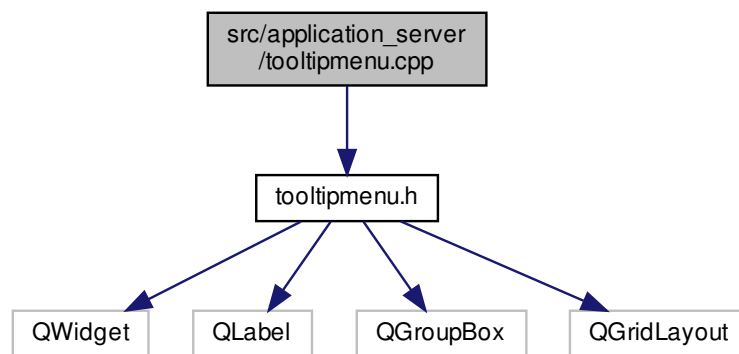 src/application_server
/tooltipmenu.cpp
tooltipmenu.h
QWidget
QLabel
QGroupBox
QGridLayout